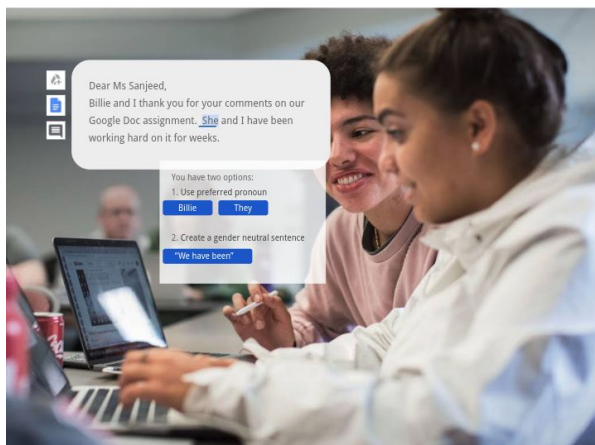 Dear Ms Sanjeed,
Billie and I thank you for your comments on our
Google Doc assignment. She and I have been
working hard on it for weeks.
You have two options:
1. Use preferred pronoun
Billie They
2. Create a gender neutral sentence
"We have been"